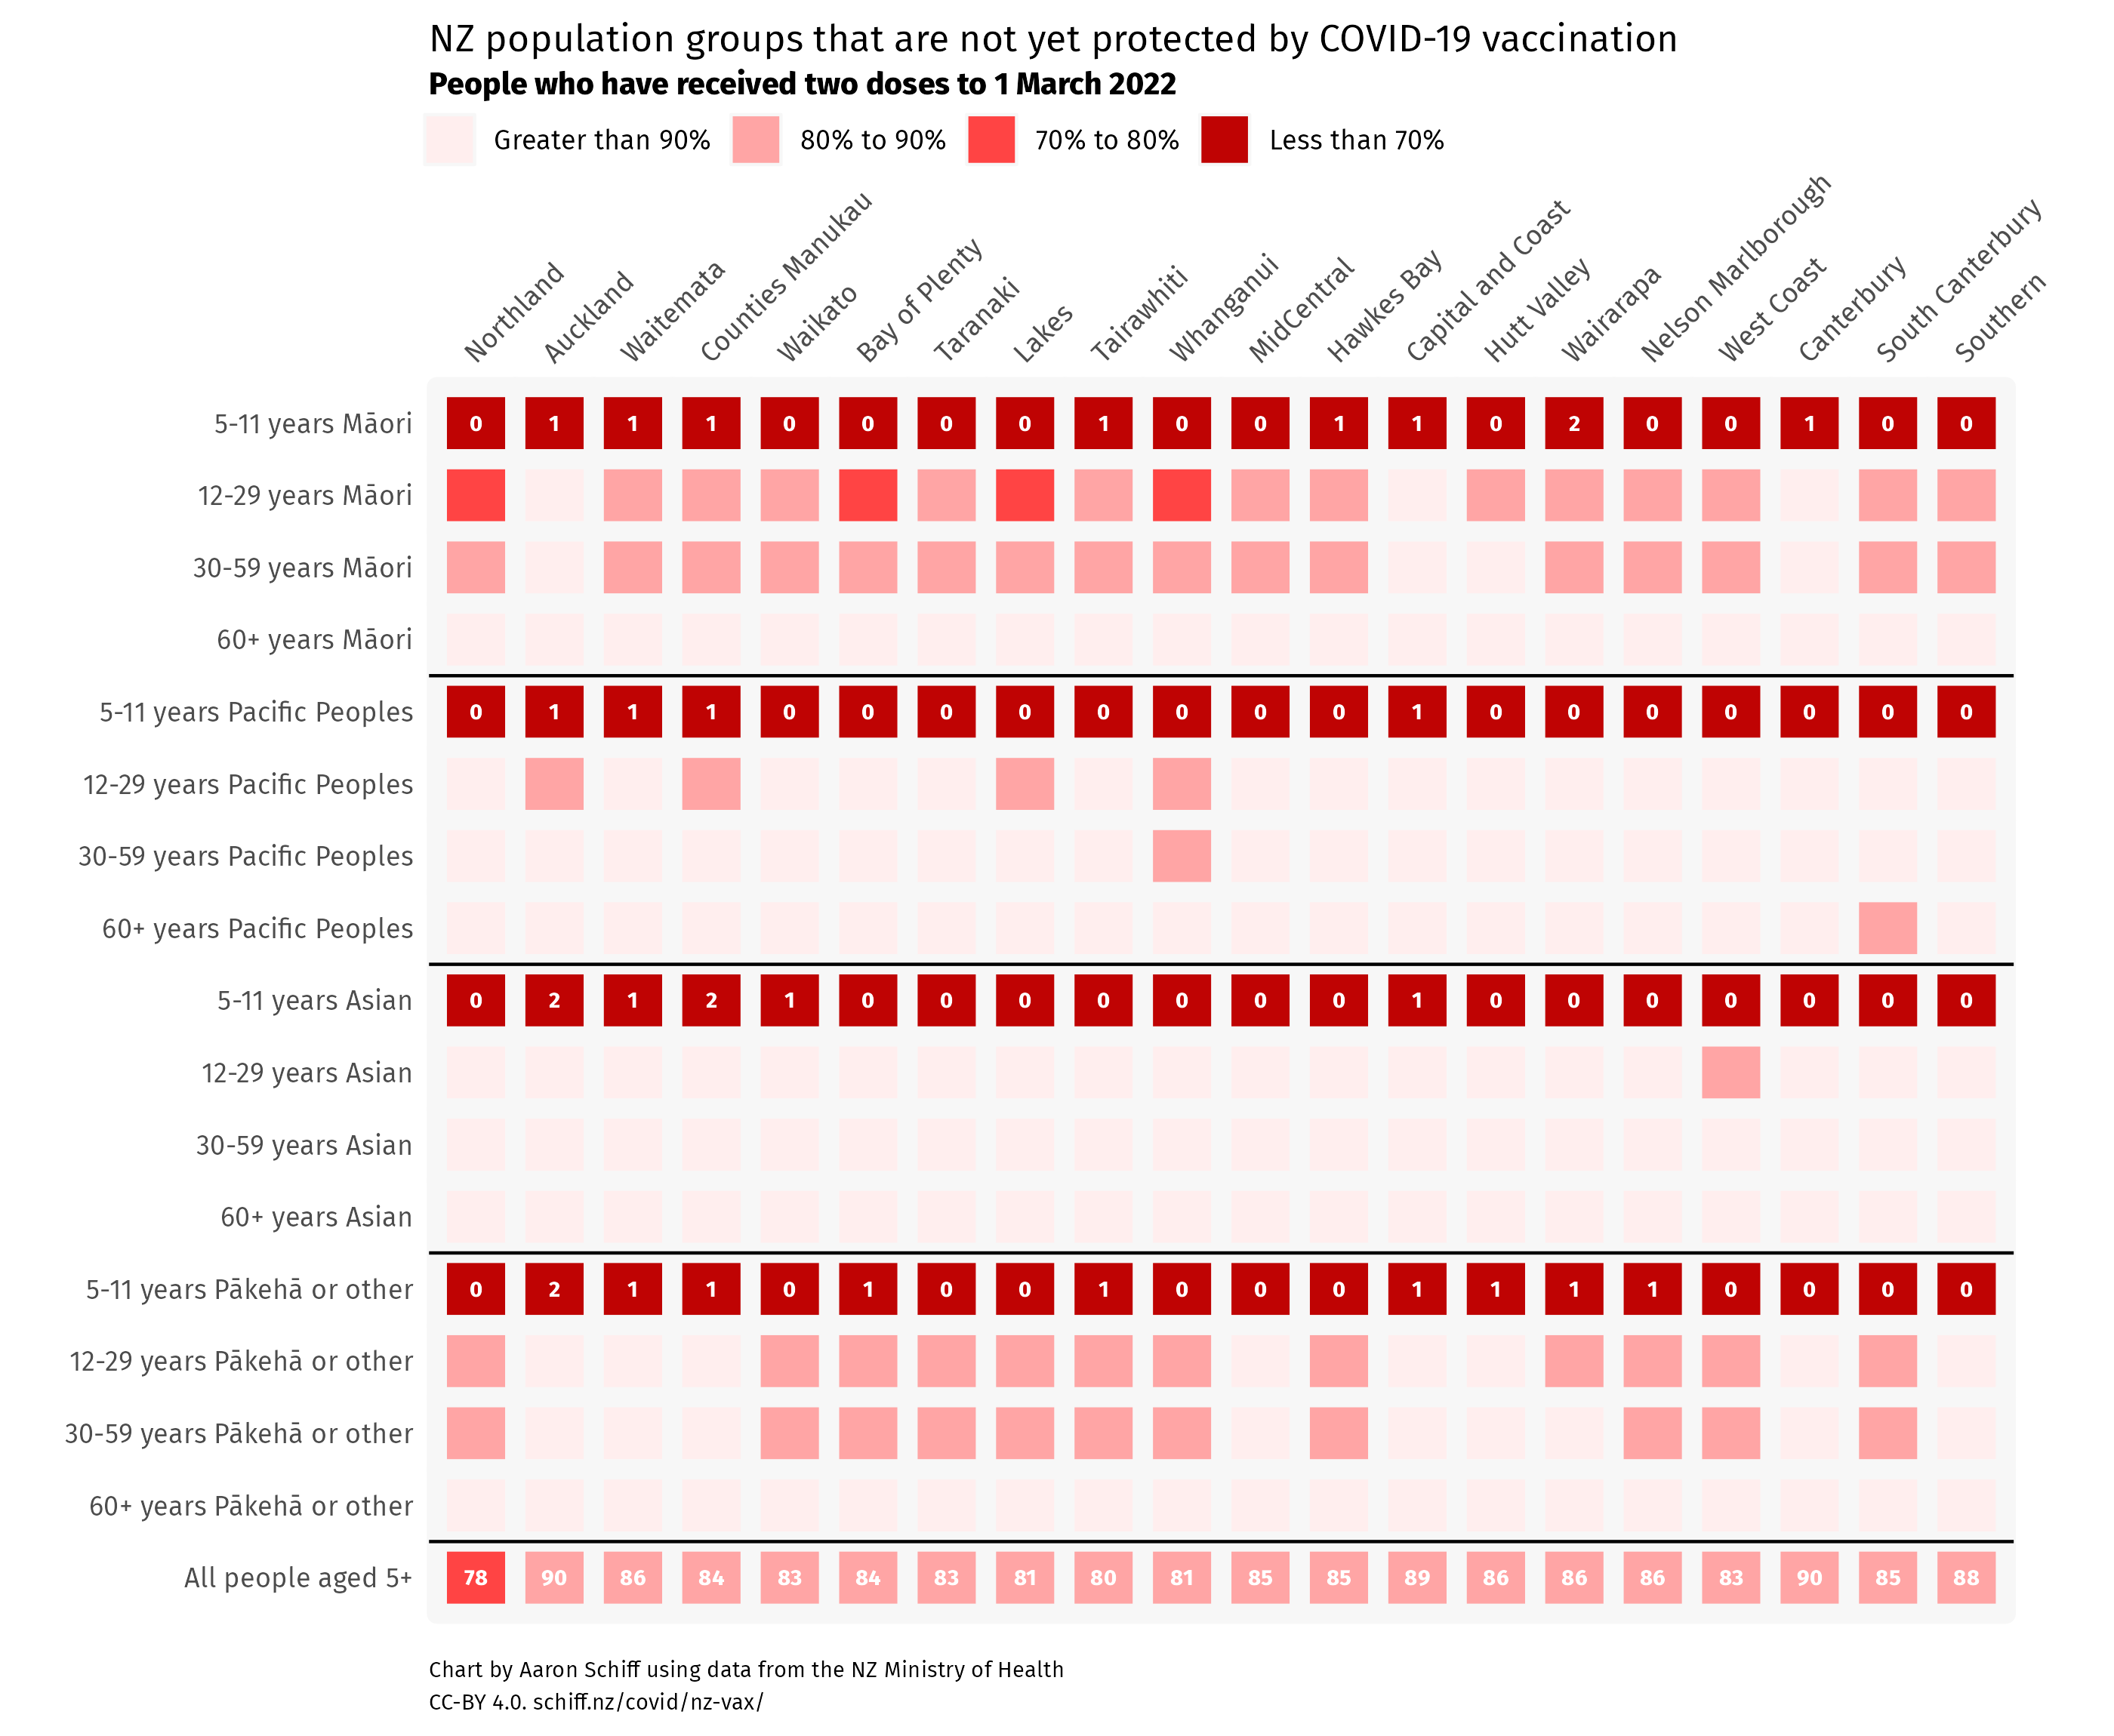 NZ population groups that are not yet protected by COVID-19 vaccination
People who have received two doses to 1 March 2022
Greater than 90% 80% to 90% 70% to 80% Less than 70%
Northland Auckland Waitemata Counties Manukau Waikato Bay of Plenty Taranaki Lakes Tairawhiti Whanganui MidCentral Hawkes Bay Capital and Coast Hutt Valley Wairarapa Nelson Marlborough West Coast Canterbury South Canterbury Southern
5-11 years Māori 0 1 1 1 0 0 0 0 1 0 0 1 1 0 2 0 0 1 0 0
12-29 years Māori
30-59 years Māori
60+ years Māori
5-11 years Pacific Peoples 0 1 1 1 0 0 0 0 0 0 0 0 1 0 0 0 0 0 0 0
12-29 years Pacific Peoples
30-59 years Pacific Peoples
60+ years Pacific Peoples
5-11 years Asian 0 2 1 2 1 0 0 0 0 0 0 0 1 0 0 0 0 0 0 0
12-29 years Asian
30-59 years Asian
60+ years Asian
5-11 years Pākehā or other 0 2 1 1 0 1 0 0 1 0 0 0 1 1 1 1 0 0 0 0
12-29 years Pākehā or other
30-59 years Pākehā or other
60+ years Pākehā or other
All people aged 5+ 78 90 86 84 83 84 83 81 80 81 85 85 89 86 86 86 83 90 85 88
Chart by Aaron Schiff using data from the NZ Ministry of Health
CC-BY 4.0. schiff.nz/covid/nz-vax/